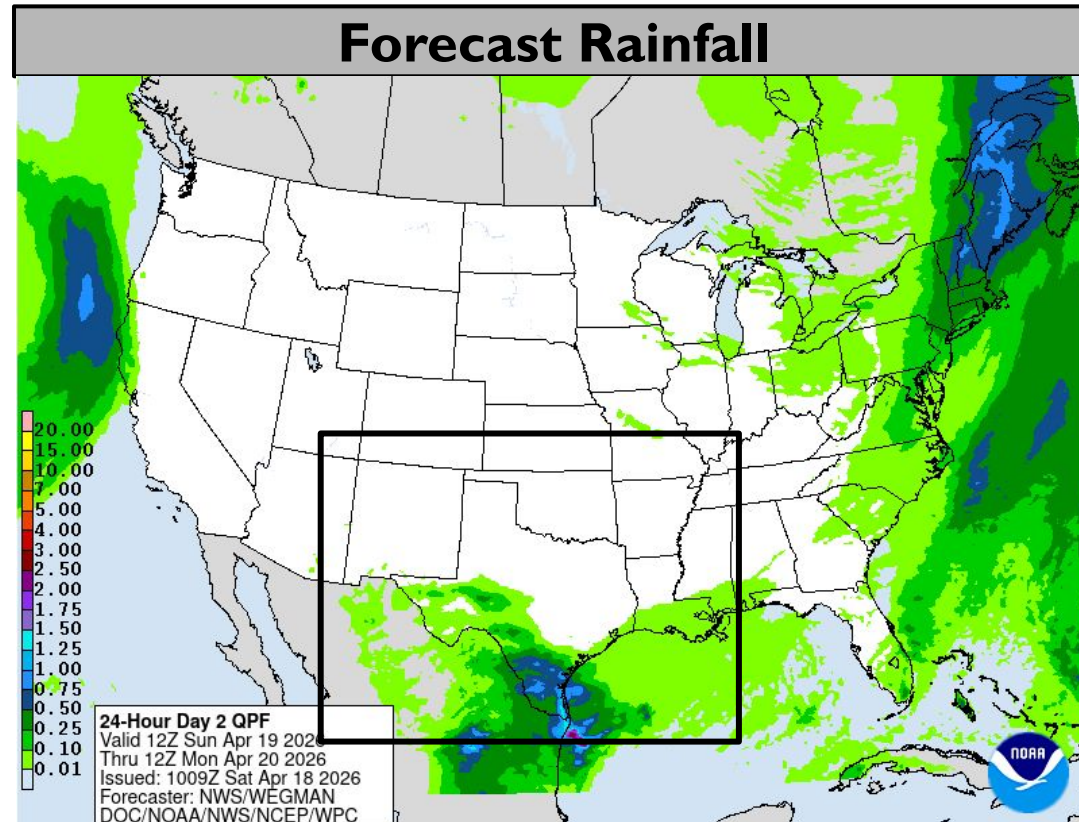 Forecast Rainfall
20.00
15.00
10.00
7.00
5.00
4.00
3.00
2.50
2.00
1.75
1.50
1.25
1.00
0.75
0.50
0.25
0.10
0.01
24-Hour Day 2 QPF
Valid 12Z Sun Apr 19 2026
Thru 12Z Mon Apr 20 2026
Issued: 1009Z Sat Apr 18 2026
Forecaster: NWS/WEGMAN
DOC/NOAA/NWS/NCEP/WPC
NOAA